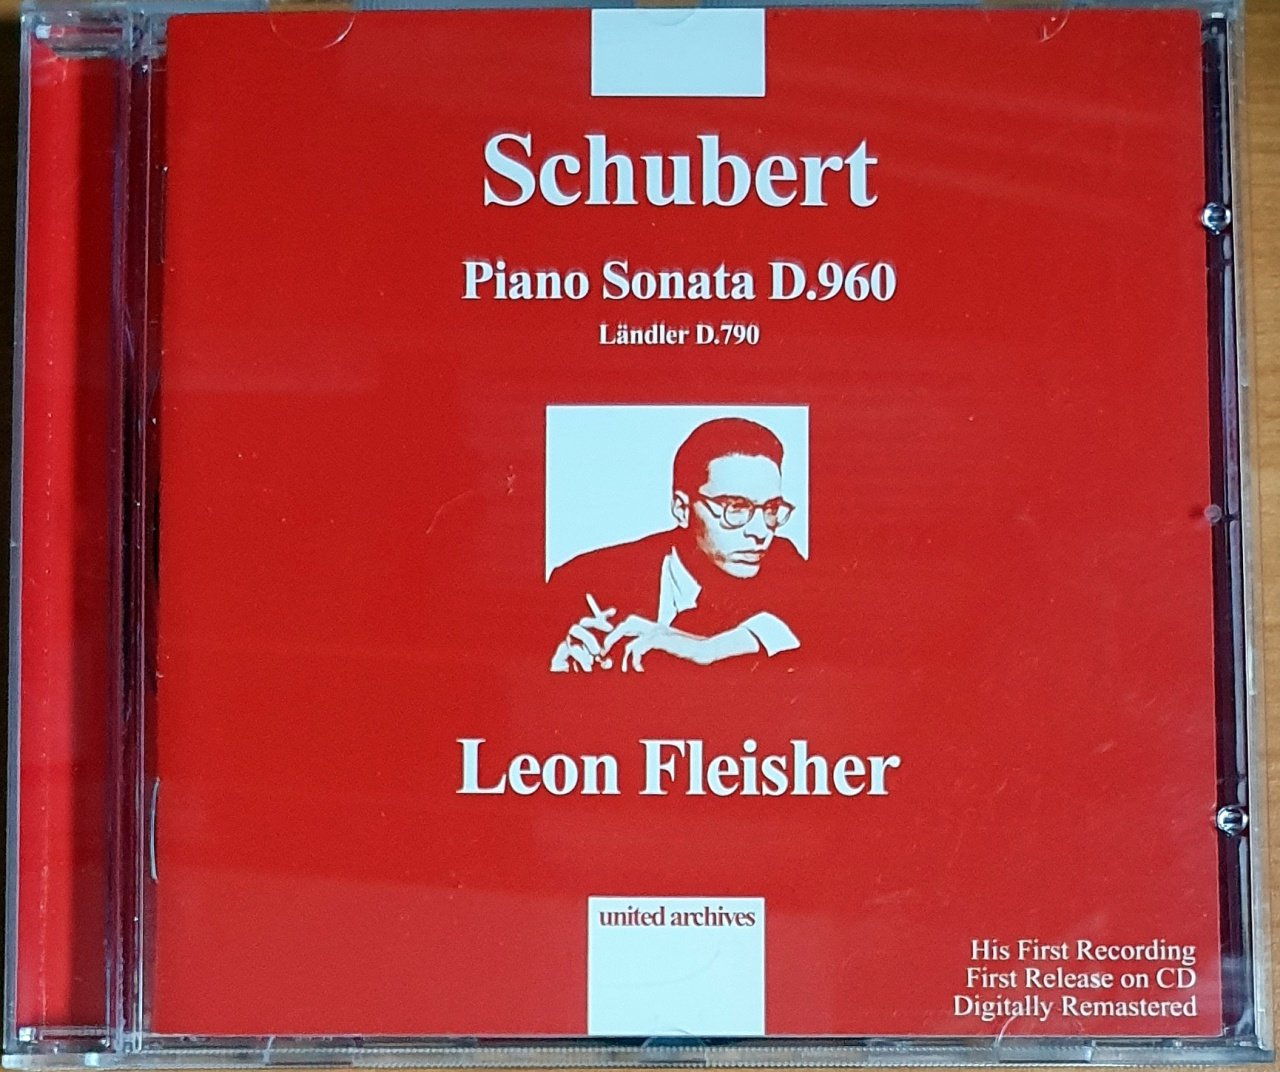 Schubert
Piano Sonata D.960
Ländler D.790
Leon Fleisher
united archives
His First Recording
First Release on CD
Digitally Remastered